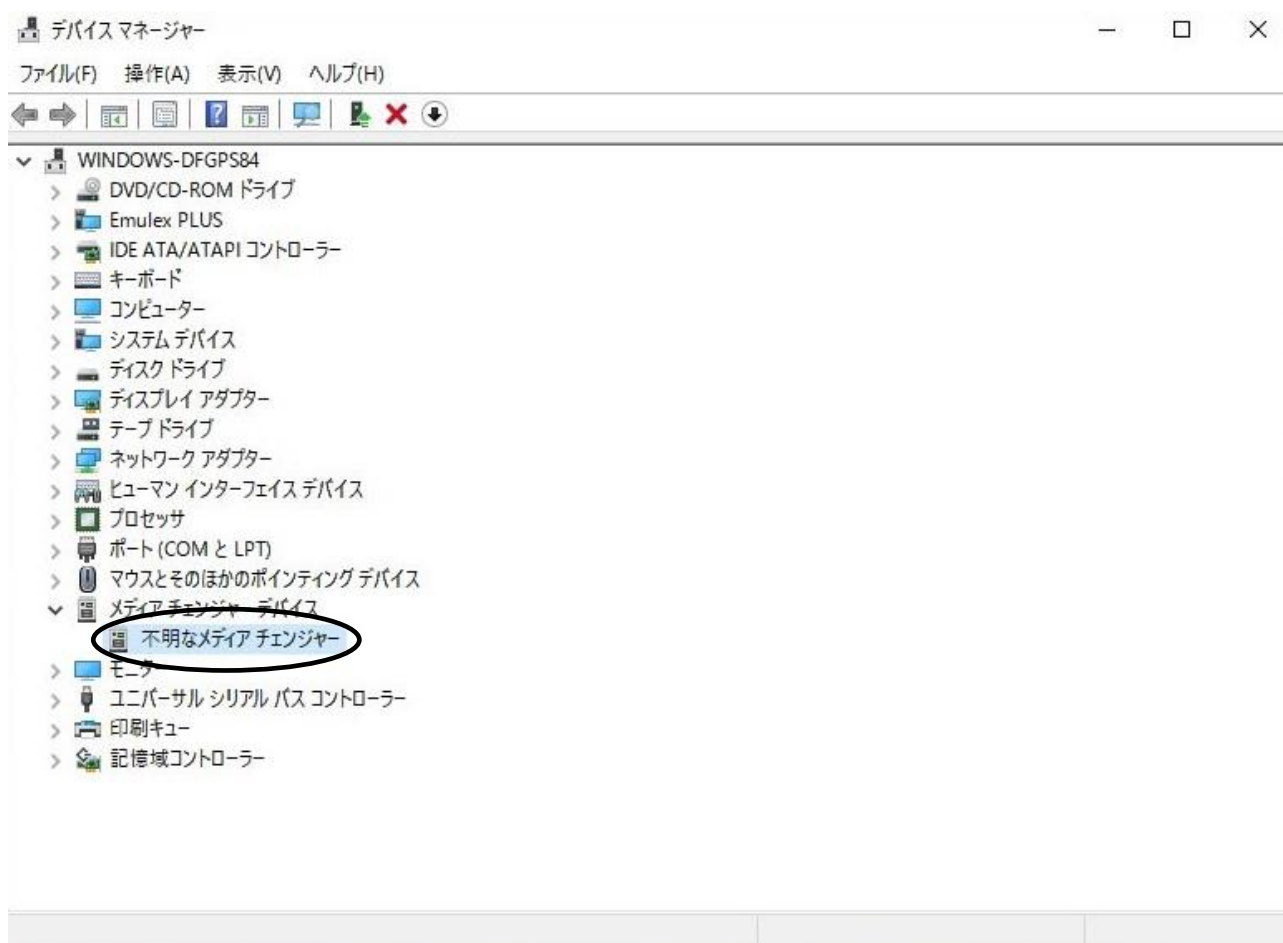 デバイス マネージャー
ファイル(F) 操作(A) 表示(V) ヘルプ(H)
WINDOWS-DFGPS84
DVD/CD-ROM ドライブ
Emulex PLUS
IDE ATA/ATAPI コントローラー
キーボード
コンピューター
システム デバイス
ディスク ドライブ
ディスプレイ アダプター
テープ ドライブ
ネットワーク アダプター
ヒューマン インターフェイス デバイス
プロセッサ
ポート (COM と LPT)
マウスとそのほかのポインティング デバイス
メディア チェンジャー デバイス
不明なメディア チェンジャー
モニター
ユニバーサル シリアル バス コントローラー
印刷キュー
記憶域コントローラー